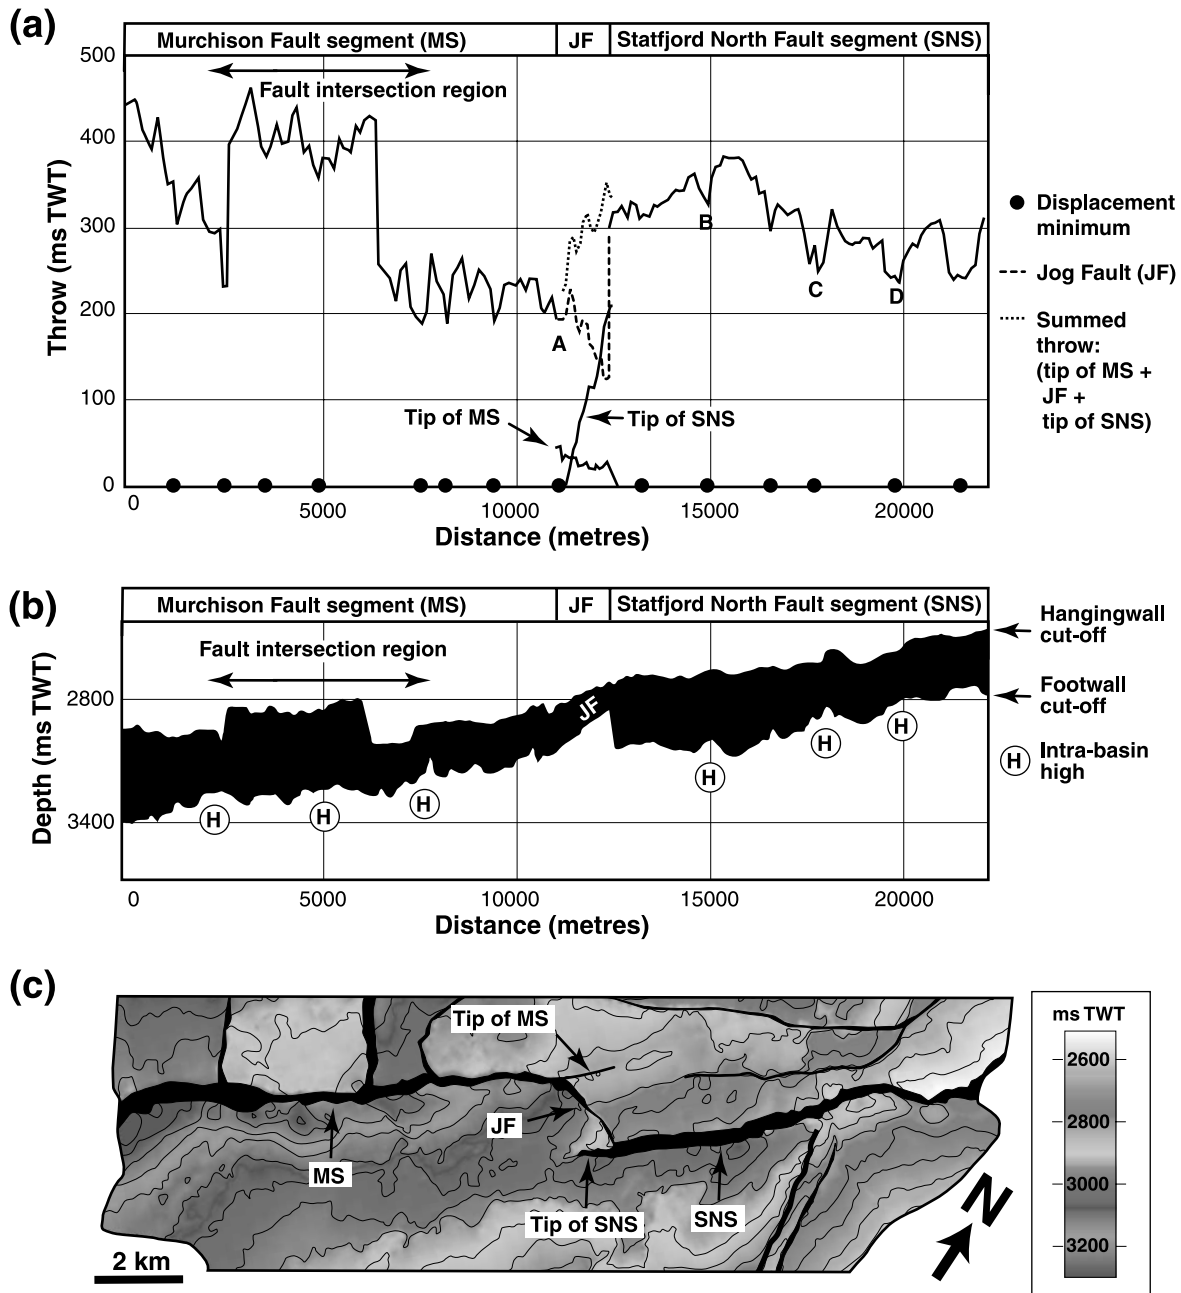 (a)
Murchison Fault segment (MS)
JF
Statfjord North Fault segment (SNS)
Fault intersection region
500
400
300
200
100
0
Throw (ms TWT)
A
B
C
D
Tip of MS
Tip of SNS
0
5000
10000
15000
20000
Distance (metres)
Displacement
minimum
Jog Fault (JF)
Summed
throw:
(tip of MS +
JF +
tip of SNS)
(b)
Murchison Fault segment (MS)
JF
Statfjord North Fault segment (SNS)
Fault intersection region
2800
3400
Depth (ms TWT)
JF
H
H
H
H
H
H
0
5000
10000
15000
20000
Distance (metres)
Hangingwall
cut-off
Footwall
cut-off
H
Intra-basin
high
(c)
Tip of MS
JF
MS
Tip of SNS
SNS
2 km
N
ms TWT
2600
2800
3000
3200